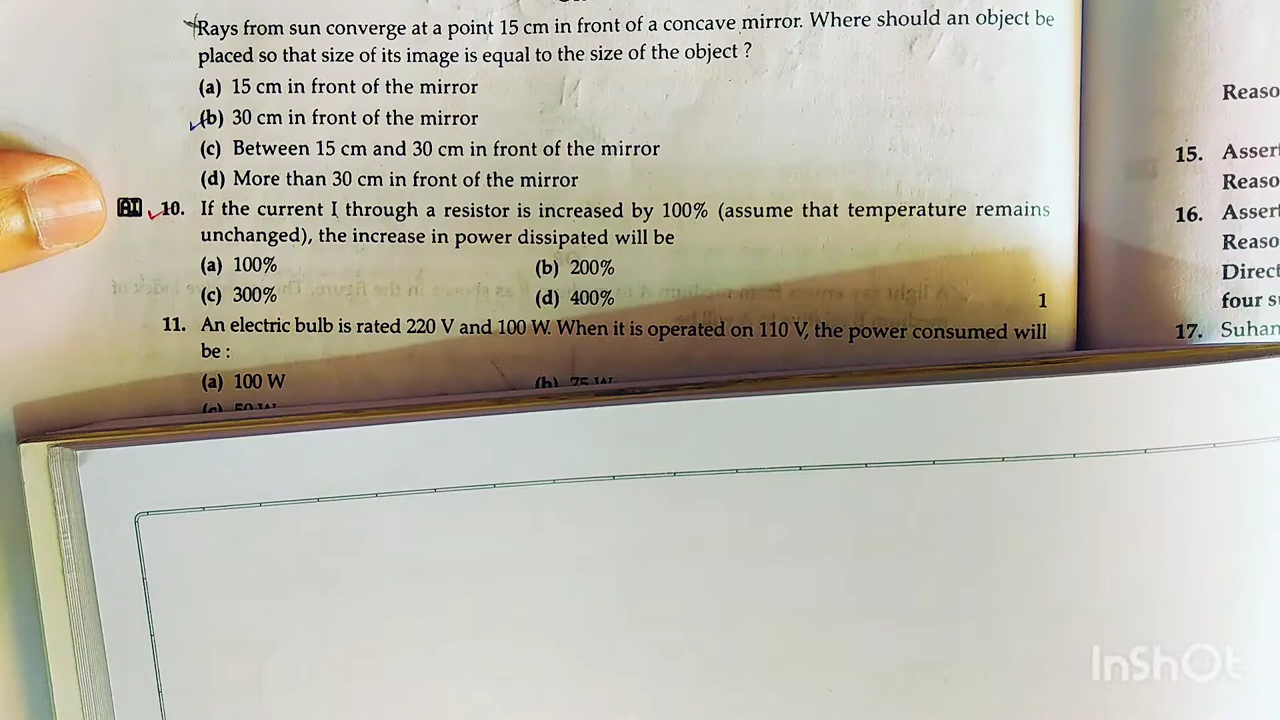 Rays from sun converge at a point 15 cm in front of a concave mirror. Where should an object be
placed so that size of its image is equal to the size of the object ?
(a) 15 cm in front of the mirror
(b) 30 cm in front of the mirror
(c) Between 15 cm and 30 cm in front of the mirror
(d) More than 30 cm in front of the mirror
AI 10. If the current I through a resistor is increased by 100% (assume that temperature remains
unchanged), the increase in power dissipated will be
(a) 100% (b) 200%
(c) 300% (d) 400% 1
11. An electric bulb is rated 220 V and 100 W. When it is operated on 110 V, the power consumed will
be :
(a) 100 W (b) 75 W
(c) 50 W
Reaso
15. Assert
Reaso
16. Assert
Reaso
Direct
four s
17. Suhan
InShOt